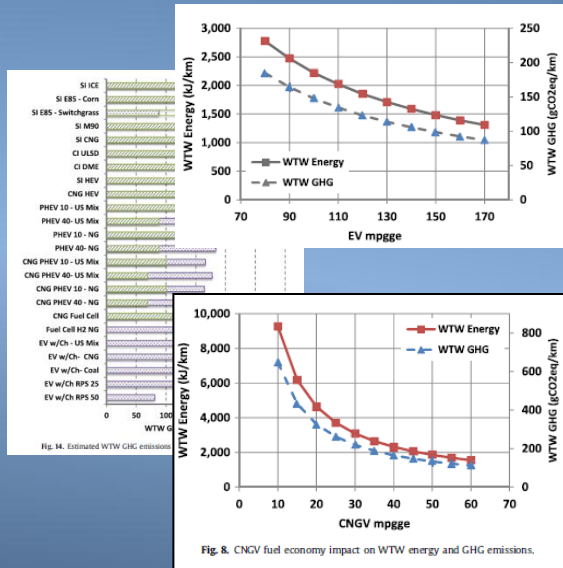 3,000
2,500
2,000
1,500
1,000
500
0
WTW Energy (kJ/km)
250
200
150
100
50
0
WTW GHG (gCO2eq/km)
WTW Energy
WTW GHG
70 90 110 130 150 170
EV mpgge
SI ICE
SI E85 - Corn
SI E85 - Switchgrass
SI M90
SI CNG
CI ULSD
CI DME
SI HEV
CNG HEV
PHEV 10 - US Mix
PHEV 40- US Mix
PHEV 10 - NG
PHEV 40- NG
CNG PHEV 10 - US Mix
CNG PHEV 40- US Mix
CNG PHEV 10 - NG
CNG PHEV 40 - NG
CNG Fuel Cell
Fuel Cell H2 NG
EV w/Ch - US Mix
EV w/Ch- CNG
EV w/Ch- Coal
EV w/Ch RPS 25
EV w/Ch RPS 50
0 50 100
WTW G
Fig. 14. Estimated WTW GHG emissions
10,000
8,000
6,000
4,000
2,000
0
WTW Energy (kJ/km)
800
600
400
200
0
WTW GHG (gCO2eq/km)
WTW Energy
WTW GHG
0 10 20 30 40 50 60 70
CNGV mpgge
Fig. 8. CNGV fuel economy impact on WTW energy and GHG emissions.